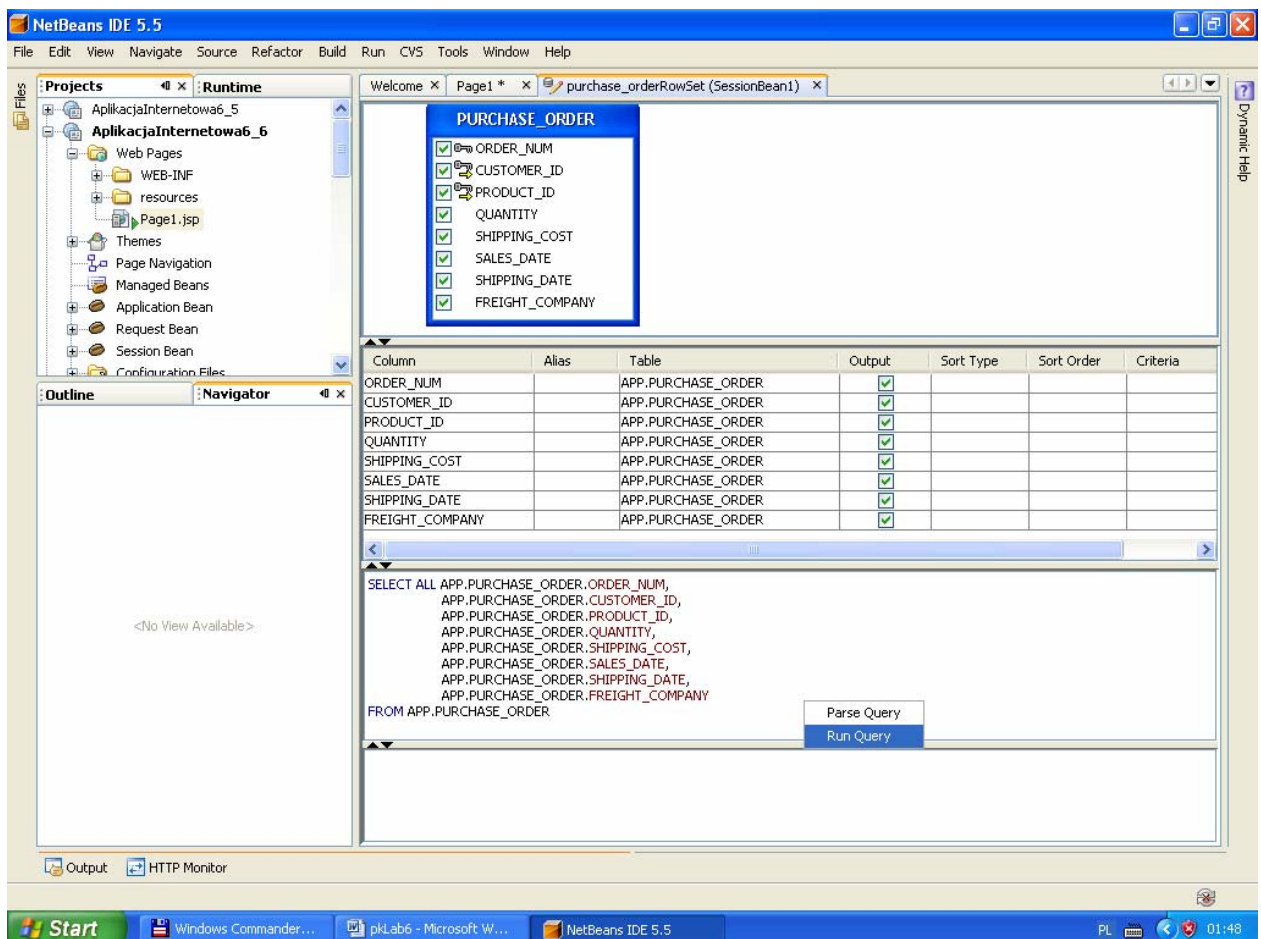 NetBeans IDE 5.5
File Edit View Navigate Source Refactor Build Run CVS Tools Window Help
Files
Projects Runtime
AplikacjaInternetowa6_5
AplikacjaInternetowa6_6
Web Pages
WEB-INF
resources
Page1.jsp
Themes
Page Navigation
Managed Beans
Application Bean
Request Bean
Session Bean
Configuration Files
Outline Navigator
<No View Available>
Welcome Page1 * purchase_orderRowSet (SessionBean1)
PURCHASE_ORDER
ORDER_NUM
CUSTOMER_ID
PRODUCT_ID
QUANTITY
SHIPPING_COST
SALES_DATE
SHIPPING_DATE
FREIGHT_COMPANY
Column Alias Table Output Sort Type Sort Order Criteria
ORDER_NUM APP.PURCHASE_ORDER
CUSTOMER_ID APP.PURCHASE_ORDER
PRODUCT_ID APP.PURCHASE_ORDER
QUANTITY APP.PURCHASE_ORDER
SHIPPING_COST APP.PURCHASE_ORDER
SALES_DATE APP.PURCHASE_ORDER
SHIPPING_DATE APP.PURCHASE_ORDER
FREIGHT_COMPANY APP.PURCHASE_ORDER
SELECT ALL APP.PURCHASE_ORDER.ORDER_NUM,
APP.PURCHASE_ORDER.CUSTOMER_ID,
APP.PURCHASE_ORDER.PRODUCT_ID,
APP.PURCHASE_ORDER.QUANTITY,
APP.PURCHASE_ORDER.SHIPPING_COST,
APP.PURCHASE_ORDER.SALES_DATE,
APP.PURCHASE_ORDER.SHIPPING_DATE,
APP.PURCHASE_ORDER.FREIGHT_COMPANY
FROM APP.PURCHASE_ORDER
Parse Query
Run Query
Dynamic Help
Output HTTP Monitor
Start Windows Commander... pkLab6 - Microsoft W... NetBeans IDE 5.5 PL 01:48